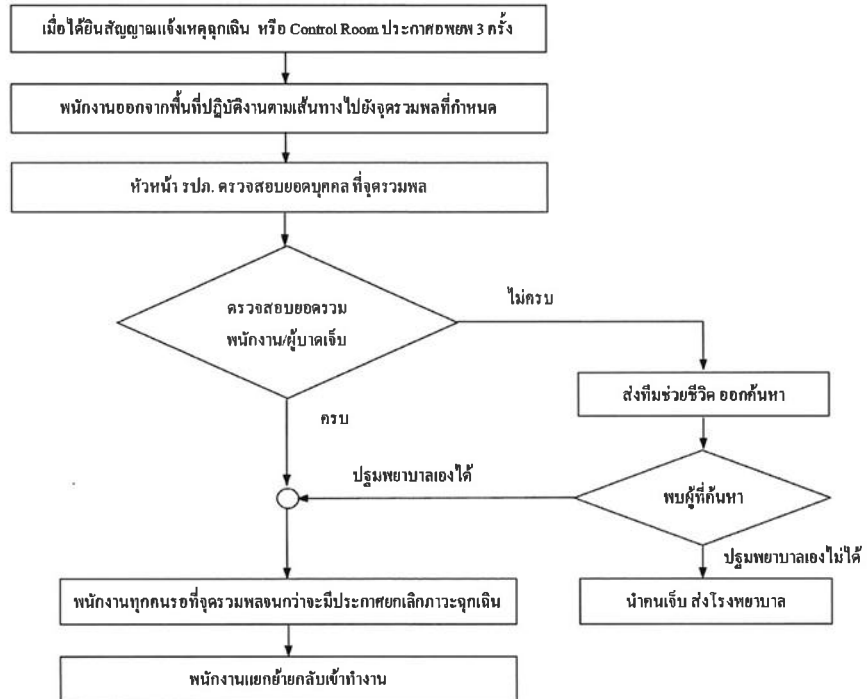 เมื่อได้ยินสัญญาณแจ้งเหตุฉุกเฉิน หรือ Control Room ประกาศอพยพ 3 ครั้ง
พนักงานออกจากพื้นที่ปฏิบัติงานตามเส้นทางไปยังจุดรวมพลที่กำหนด
หัวหน้า รปภ. ตรวจสอบยอดบุคคล ที่จุดรวมพล
ตรวจสอบยอดรวม
พนักงาน/ผู้บาดเจ็บ
ไม่ครบ
ส่งทีมช่วยชีวิต ออกค้นหา
ครบ
ปฐมพยาบาลเองได้
พบผู้ที่ค้นหา
ปฐมพยาบาลเองไม่ได้
พนักงานทุกคนรอที่จุดรวมพลจนกว่าจะมีประกาศยกเลิกภาวะฉุกเฉิน
นำคนเจ็บ ส่งโรงพยาบาล
พนักงานแยกย้ายกลับเข้าทำงาน